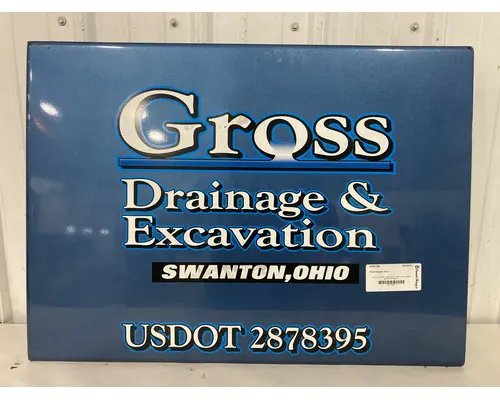 Gross
Drainage &
Excavation
SWANTON,OHIO
USDOT 2878395